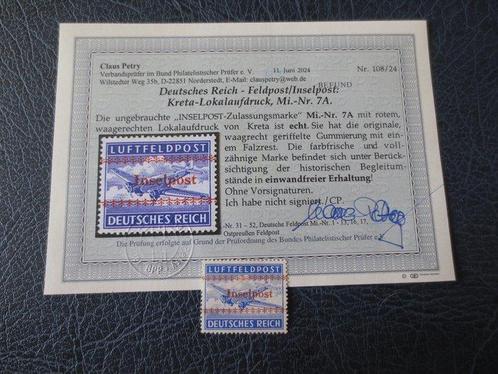 Claus Petry
Verbandsprüfer im Bund Philatelistischer Prüfer e. V.
Wilstedter Weg 35b, D-22851 Norderstedt, E-Mail: clauspetry@web.de
11. Juni 2024
Nr. 108/24
BEFUND
Deutsches Reich - Feldpost/Inselpost:
Kreta-Lokalaufdruck, Mi.-Nr. 7A.
Die ungebrauchte „INSELPOST-Zulassungsmarke" Mi.-Nr. 7A mit rotem,
waagerechten Lokalaufdruck von Kreta ist echt. Sie hat die originale,
waagrecht geriffelte Gummierung mit ei-
nem Falzrest. Die farbfrische und voll-
zähnige Marke befindet sich unter Berück-
sichtigung der historischen Begleitum-
stände in einwandfreier Erhaltung!
Ohne Vorsignaturen.
Ich habe nicht signiert /CP.
LUFTFELDPOST
Inselpost
DEUTSCHES REICH
-Nr. 31 - 52, Deutsche Feldpost Mi.-Nr. 1 - 13, 16, 17,
Ostpreußen Feldpost
Die Prüfung erfolgte auf Grund der Prüfordnung des Bundes Philatelistischer Prüfer e.V.
bpp
LUFTFELDPOST
Inselpost
DEUTSCHES REICH